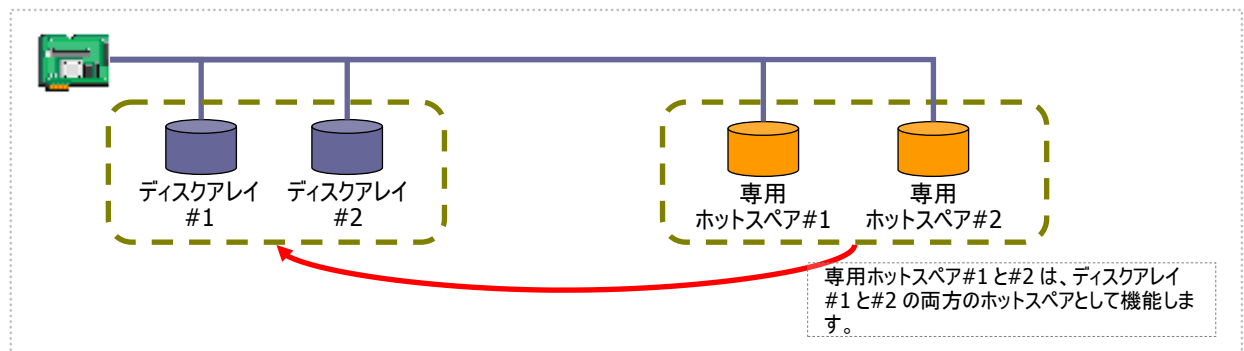 ディスクアレイ
#1
ディスクアレイ
#2
専用
ホットスペア#1
専用
ホットスペア#2
専用ホットスペア#1 と#2 は、ディスクアレイ
#1 と#2 の両方のホットスペアとして機能しま
す。